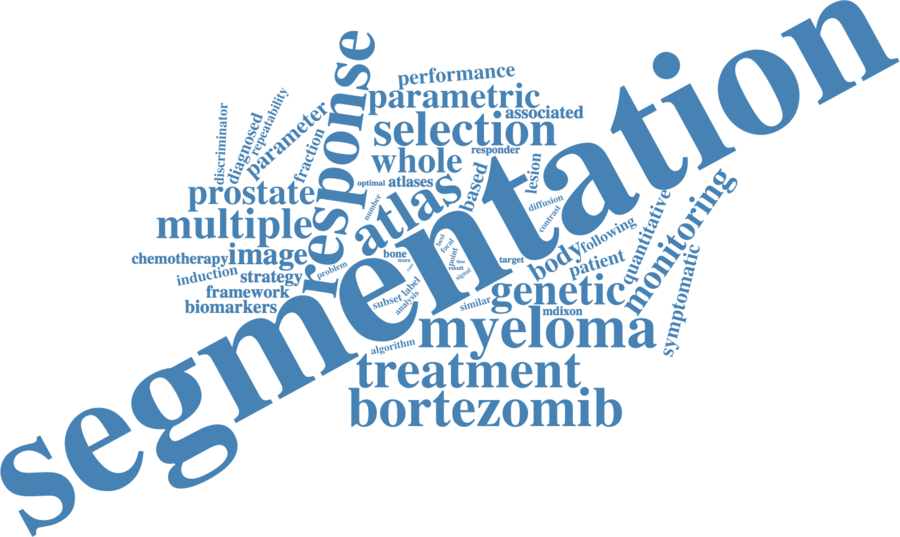 segmentation
response
performance
parametric
associated
selection
responder
whole
optimal
atlases
atlas
based
lesion
diffusion
contrast
discriminator
diagnosed
repeatability
parameter
fraction
number
prostate
multiple
chemotherapy
image
induction
strategy
problem
framework
biomarkers
bone
more
best
focal
point
result
signal
target
body
following
patient
quantitative
monitoring
symptomatic
subset
label
analysis
similar
genetic
mdixon
algorithm
myeloma
treatment
bortezomib